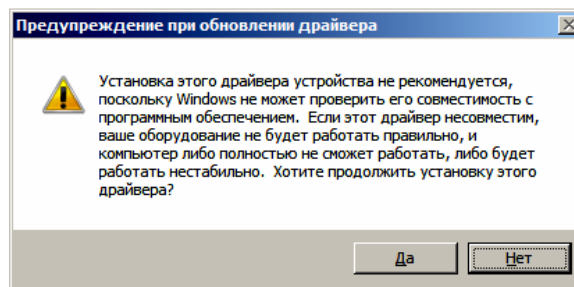 Предупреждение при обновлении драйвера
Установка этого драйвера устройства не рекомендуется,
поскольку Windows не может проверить его совместимость с
программным обеспечением. Если этот драйвер несовместим,
ваше оборудование не будет работать правильно, и
компьютер либо полностью не сможет работать, либо будет
работать нестабильно. Хотите продолжить установку этого
драйвера?
Да Нет